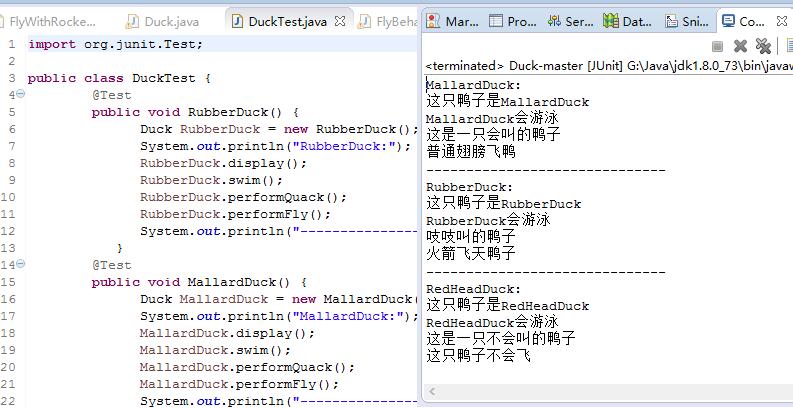 FlyWithRocke
Duck.java
DuckTest.java
FlyBeha
1 import org.junit.Test;
2
3 public class DuckTest {
4 @Test
5 public void RubberDuck() {
6 Duck RubberDuck = new RubberDuck();
7 System.out.println("RubberDuck:");
8 RubberDuck.display();
9 RubberDuck.swim();
10 RubberDuck.performQuack();
11 RubberDuck.performFly();
12 System.out.println("---------------
13 }
14 @Test
15 public void MallardDuck() {
16 Duck MallardDuck = new MallardDuck(
17 System.out.println("MallardDuck:");
18 MallardDuck.display();
19 MallardDuck.swim();
20 MallardDuck.performQuack();
21 MallardDuck.performFly();
22 System.out.println("---------------
Mar...
Pro...
Ser...
Dat...
Sni...
Co...
<terminated> Duck-master [JUnit] G:\Java\jdk1.8.0_73\bin\javaw
MallardDuck:
这只鸭子是MallardDuck
MallardDuck会游泳
这是一只会叫的鸭子
普通翅膀飞鸭
------------------------------
RubberDuck:
这只鸭子是RubberDuck
RubberDuck会游泳
吱吱叫的鸭子
火箭飞天鸭子
------------------------------
RedHeadDuck:
这只鸭子是RedHeadDuck
RedHeadDuck会游泳
这是一只不会叫的鸭子
这只鸭子不会飞